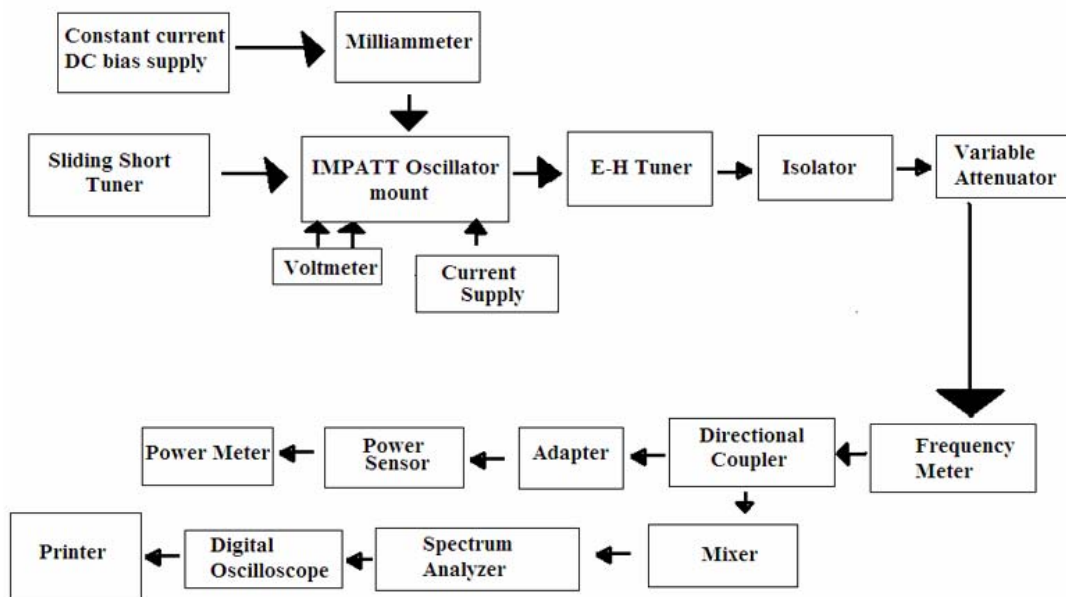 Constant current
DC bias supply
Milliammeter
Sliding Short
Tuner
IMPATT Oscillator
mount
E-H Tuner
Isolator
Variable
Attenuator
Voltmeter
Current
Supply
Power Meter
Power
Sensor
Adapter
Directional
Coupler
Frequency
Meter
Printer
Digital
Oscilloscope
Spectrum
Analyzer
Mixer